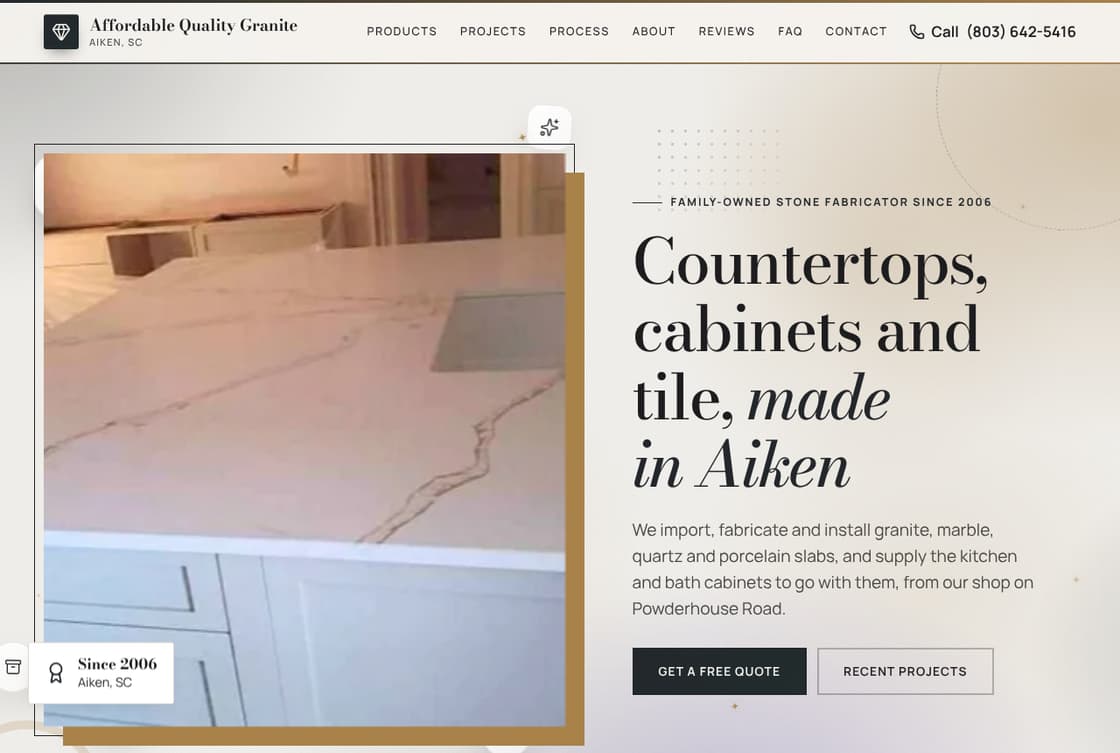 Affordable Quality Granite
AIKEN, SC
PRODUCTS PROJECTS PROCESS ABOUT REVIEWS FAQ CONTACT
Call (803) 642-5416
FAMILY-OWNED STONE FABRICATOR SINCE 2006
Countertops,
cabinets and
tile, made
in Aiken
We import, fabricate and install granite, marble,
quartz and porcelain slabs, and supply the kitchen
and bath cabinets to go with them, from our shop on
Powderhouse Road.
GET A FREE QUOTE
RECENT PROJECTS
Since 2006
Aiken, SC